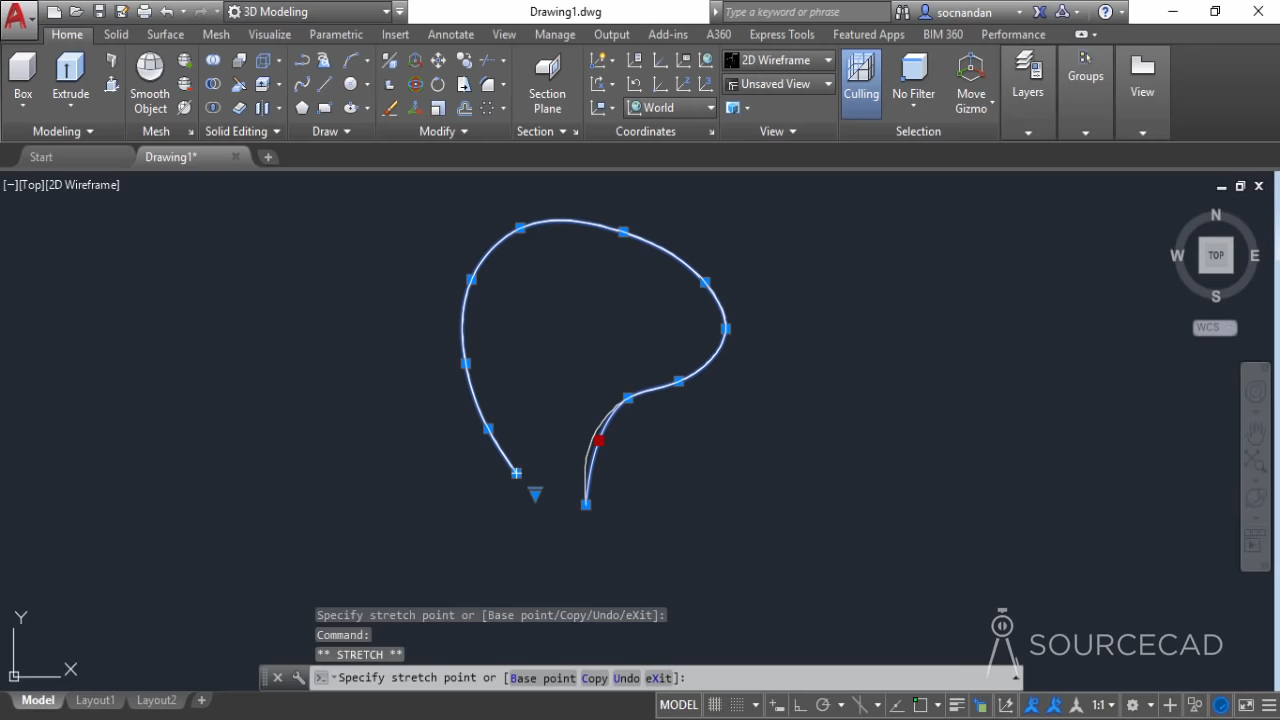 3D Modeling
Drawing1.dwg
Type a keyword or phrase
socnandan
Home Solid Surface Mesh Visualize Parametric Insert Annotate View Manage Output Add-ins A360 Express Tools Featured Apps BIM 360 Performance
2D Wireframe
Unsaved View
World
Box
Extrude
Smooth Object
Section Plane
Culling
No Filter
Move Gizmo
Layers
Groups
View
Modeling Mesh Solid Editing Draw Modify Section Coordinates View Selection
Start Drawing1*
[−][Top][2D Wireframe]
N
W TOP E
S
WCS
Specify stretch point or [Base point/Copy/Undo/eXit]:
Command:
** STRETCH **
Specify stretch point or [Base point Copy Undo eXit]:
Y
X
SOURCECAD
Model Layout1 Layout2
MODEL
1:1